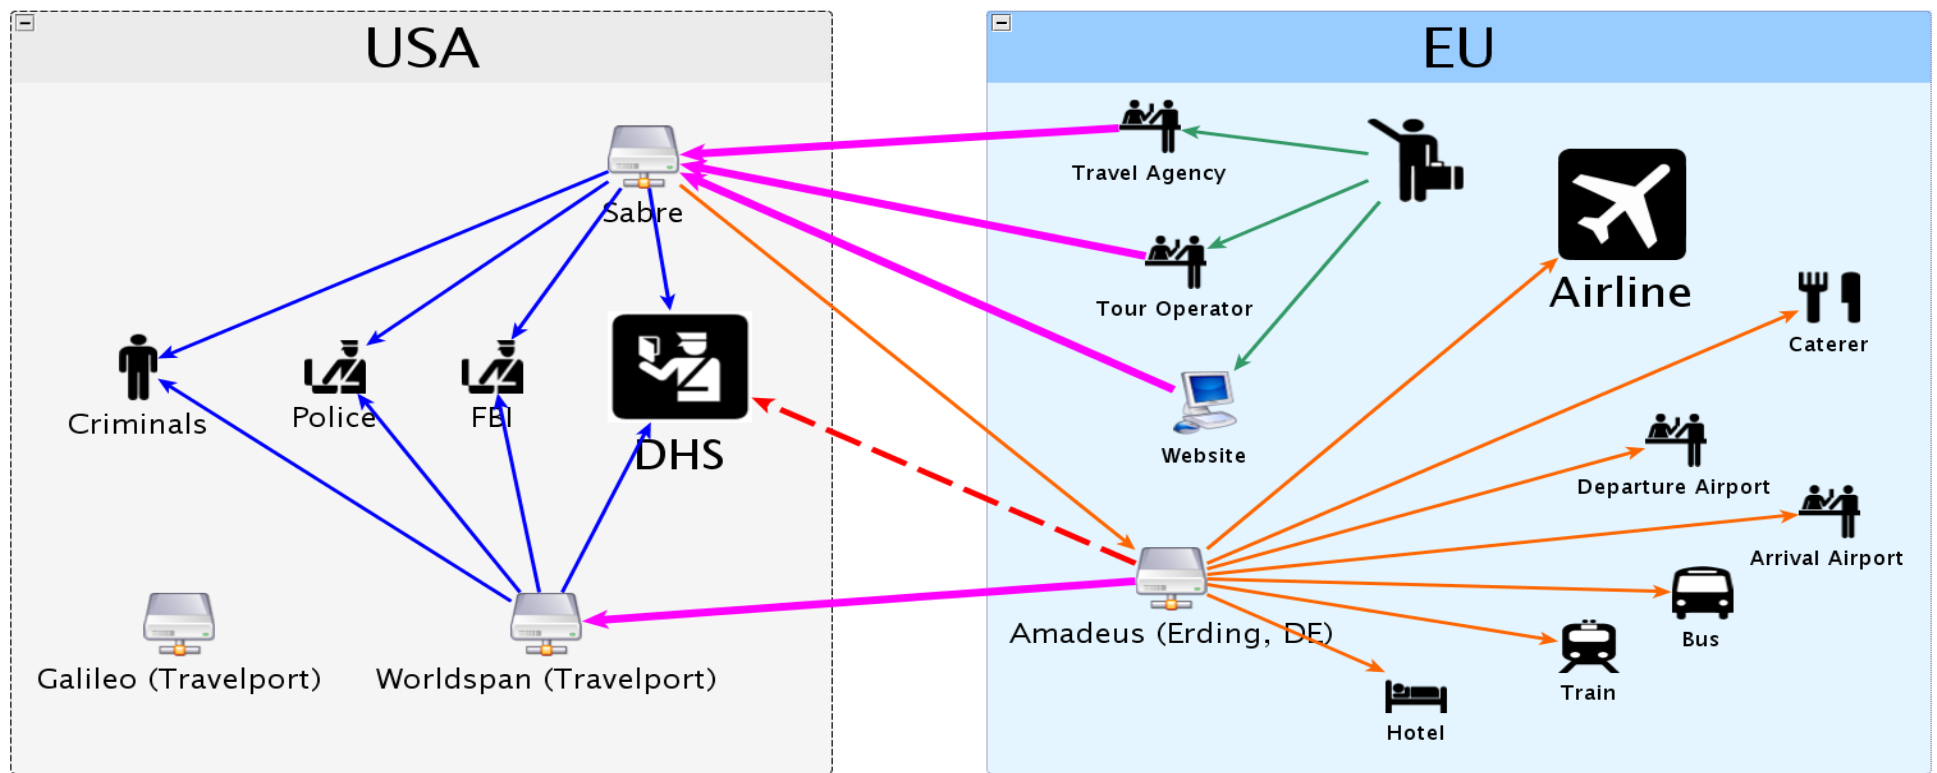 USA
EU
Sabre
Travel Agency
Tour Operator
Airline
Caterer
Criminals
Police
FBI
DHS
Website
Departure Airport
Arrival Airport
Amadeus (Erding, DE)
Bus
Galileo (Travelport)
Worldspan (Travelport)
Train
Hotel